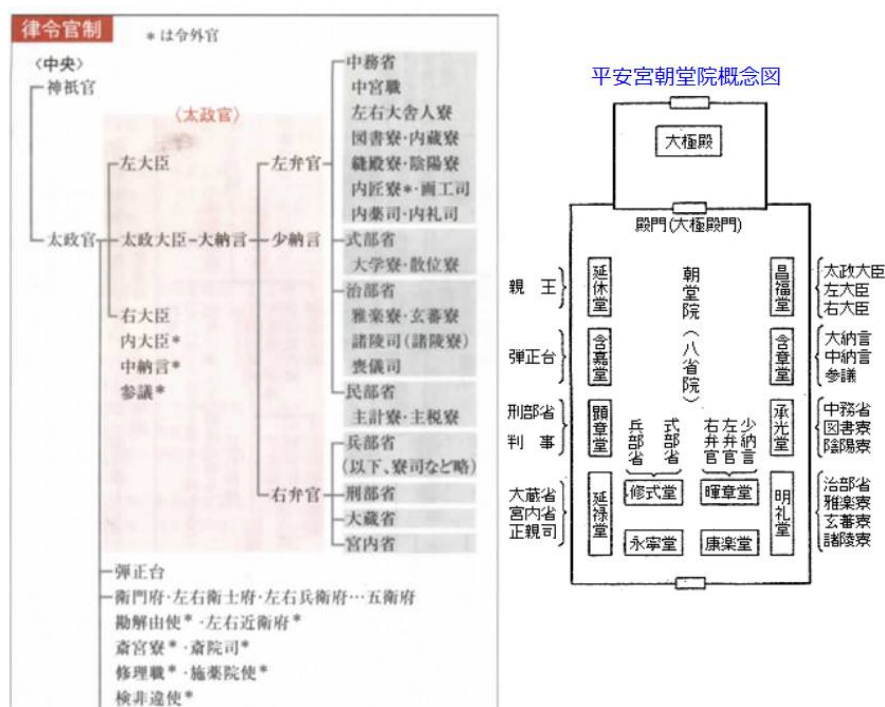 律令官制
*は令外官
〈中央〉
神祇官
〈太政官〉
太政官
左大臣
太政大臣-大納言
右大臣
内大臣*
中納言*
参議*
左弁官
少納言
右弁官
中務省
中宮職
左右大舎人寮
図書寮・内蔵寮
縫殿寮・陰陽寮
内匠寮*・画工司
内薬司・内礼司
式部省
大学寮・散位寮
治部省
雅楽寮・玄蕃寮
諸陵司(諸陵寮)
喪儀司
民部省
主計寮・主税寮
兵部省
(以下、寮司など略)
刑部省
大蔵省
宮内省
弾正台
衛門府・左右衛士府・左右兵衛府…五衛府
勘解由使*・左右近衛府*
斎宮寮*・斎院司*
修理職*・施薬院使*
検非違使*
平安宮朝堂院概念図
大極殿
殿門(大極殿門)
親王
延休堂
朝堂院(八省院)
昌福堂
太政大臣
左大臣
右大臣
弾正台
含嘉堂
含章堂
大納言
中納言
参議
刑部省
判事
顕章堂
兵部省
式部省
右弁官
左弁官
少納言
承光堂
中務省
図書寮
陰陽寮
大蔵省
宮内省
正親司
延禄堂
修式堂
暉章堂
明礼堂
治部省
雅楽寮
玄蕃寮
諸陵寮
永寧堂
康楽堂